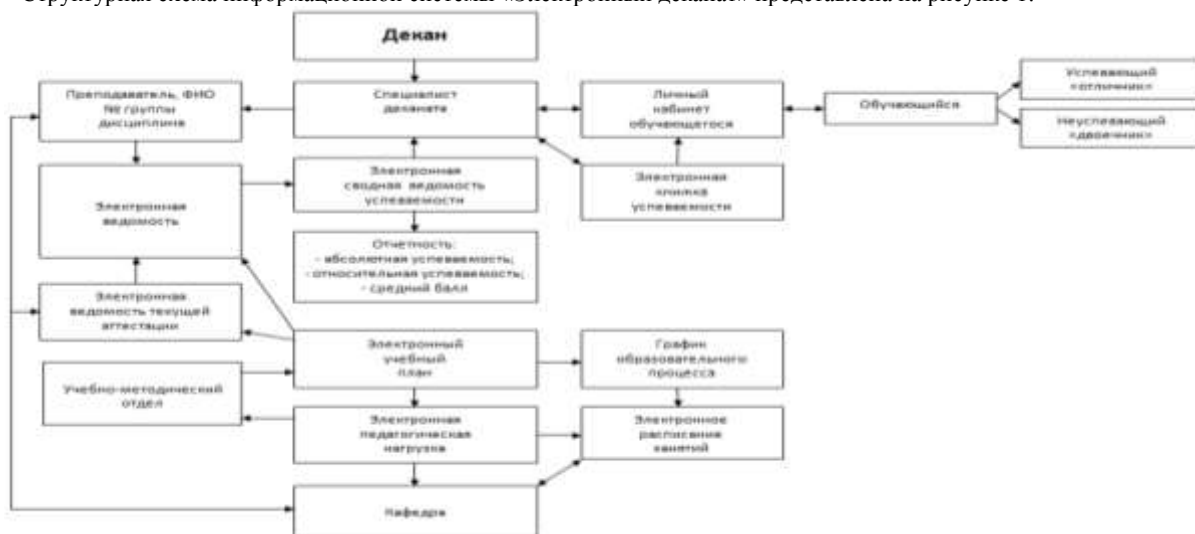 Структурная схема информационной системы «Электронный деканат» представлена на рисунке 1.
Декан
Преподаватель, ФИО
№ группы
дисциплина
Специалист
деканата
Личный
кабинет
обучающегося
Обучающийся
Успевающий
«отличник»
Неуспевающий
«двоечник»
Электронная
ведомость
Электронная
сводная ведомость
успеваемости
Электронная
книжка
успеваемости
Отчетность:
- абсолютная успеваемость;
- относительная успеваемость;
- средний балл
Электронная
ведомость текущей
аттестации
Электронный
учебный
план
График
образовательного
процесса
Учебно-методический
отдел
Электронная
педагогическая
нагрузка
Электронное
расписание
занятий
Кафедра